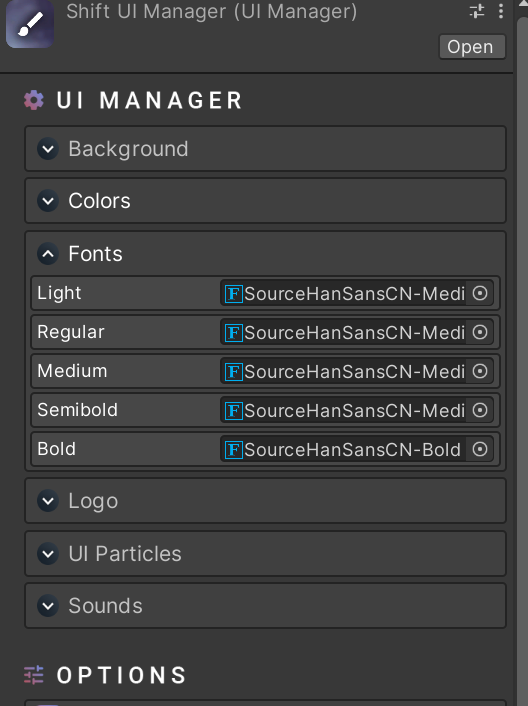 Shift UI Manager (UI Manager)
Open
UI MANAGER
Background
Colors
Fonts
Light
SourceHanSansCN-Medi
Regular
SourceHanSansCN-Medi
Medium
SourceHanSansCN-Medi
Semibold
SourceHanSansCN-Medi
Bold
SourceHanSansCN-Bold
Logo
UI Particles
Sounds
OPTIONS